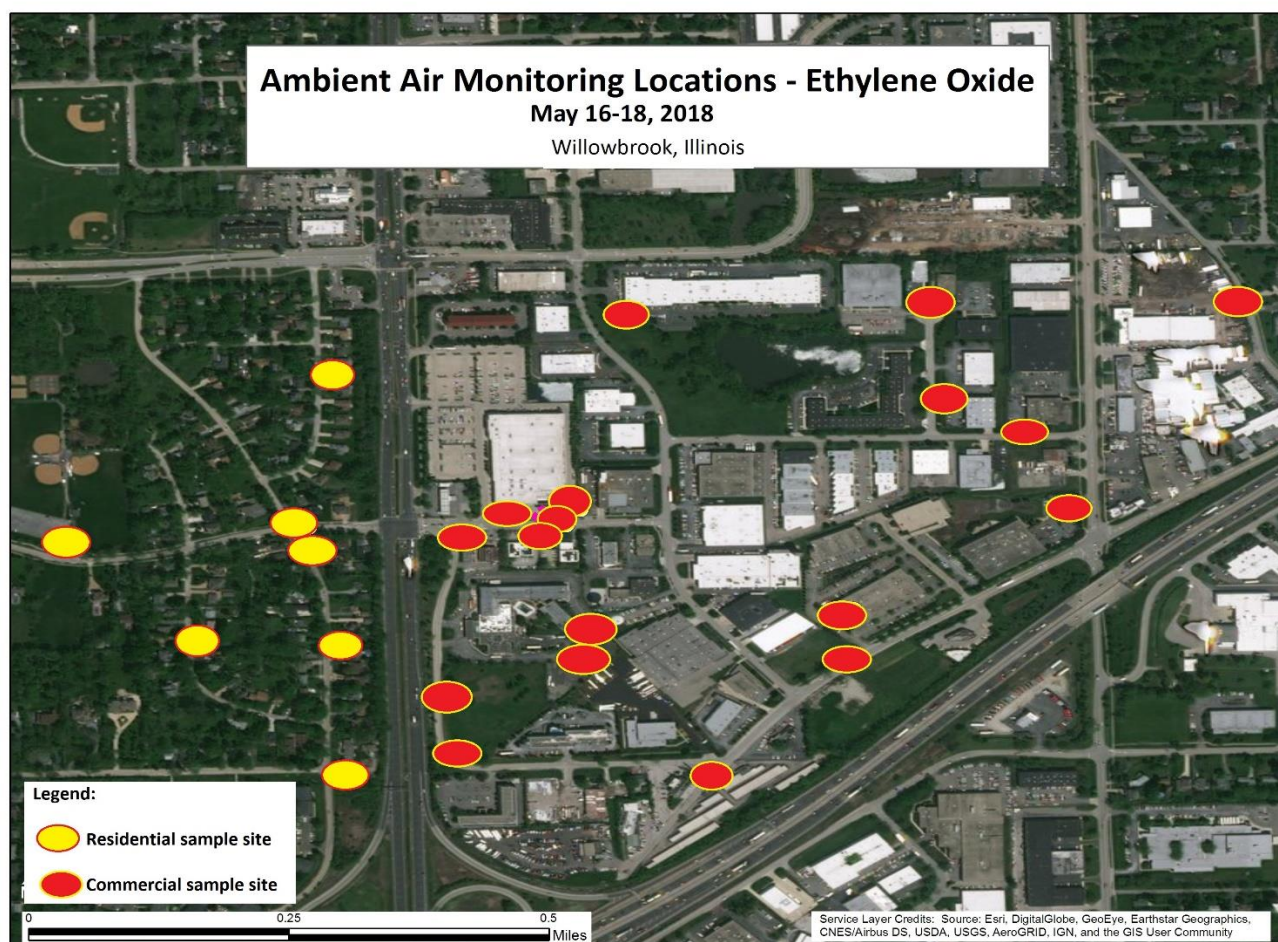 Ambient Air Monitoring Locations - Ethylene Oxide
May 16-18, 2018
Willowbrook, Illinois
Legend:
Residential sample site
Commercial sample site
0 0.25 0.5
Miles
Service Layer Credits: Source: Esri, DigitalGlobe, GeoEye, Earthstar Geographics,
CNES/Airbus DS, USDA, USGS, AeroGRID, IGN, and the GIS User Community